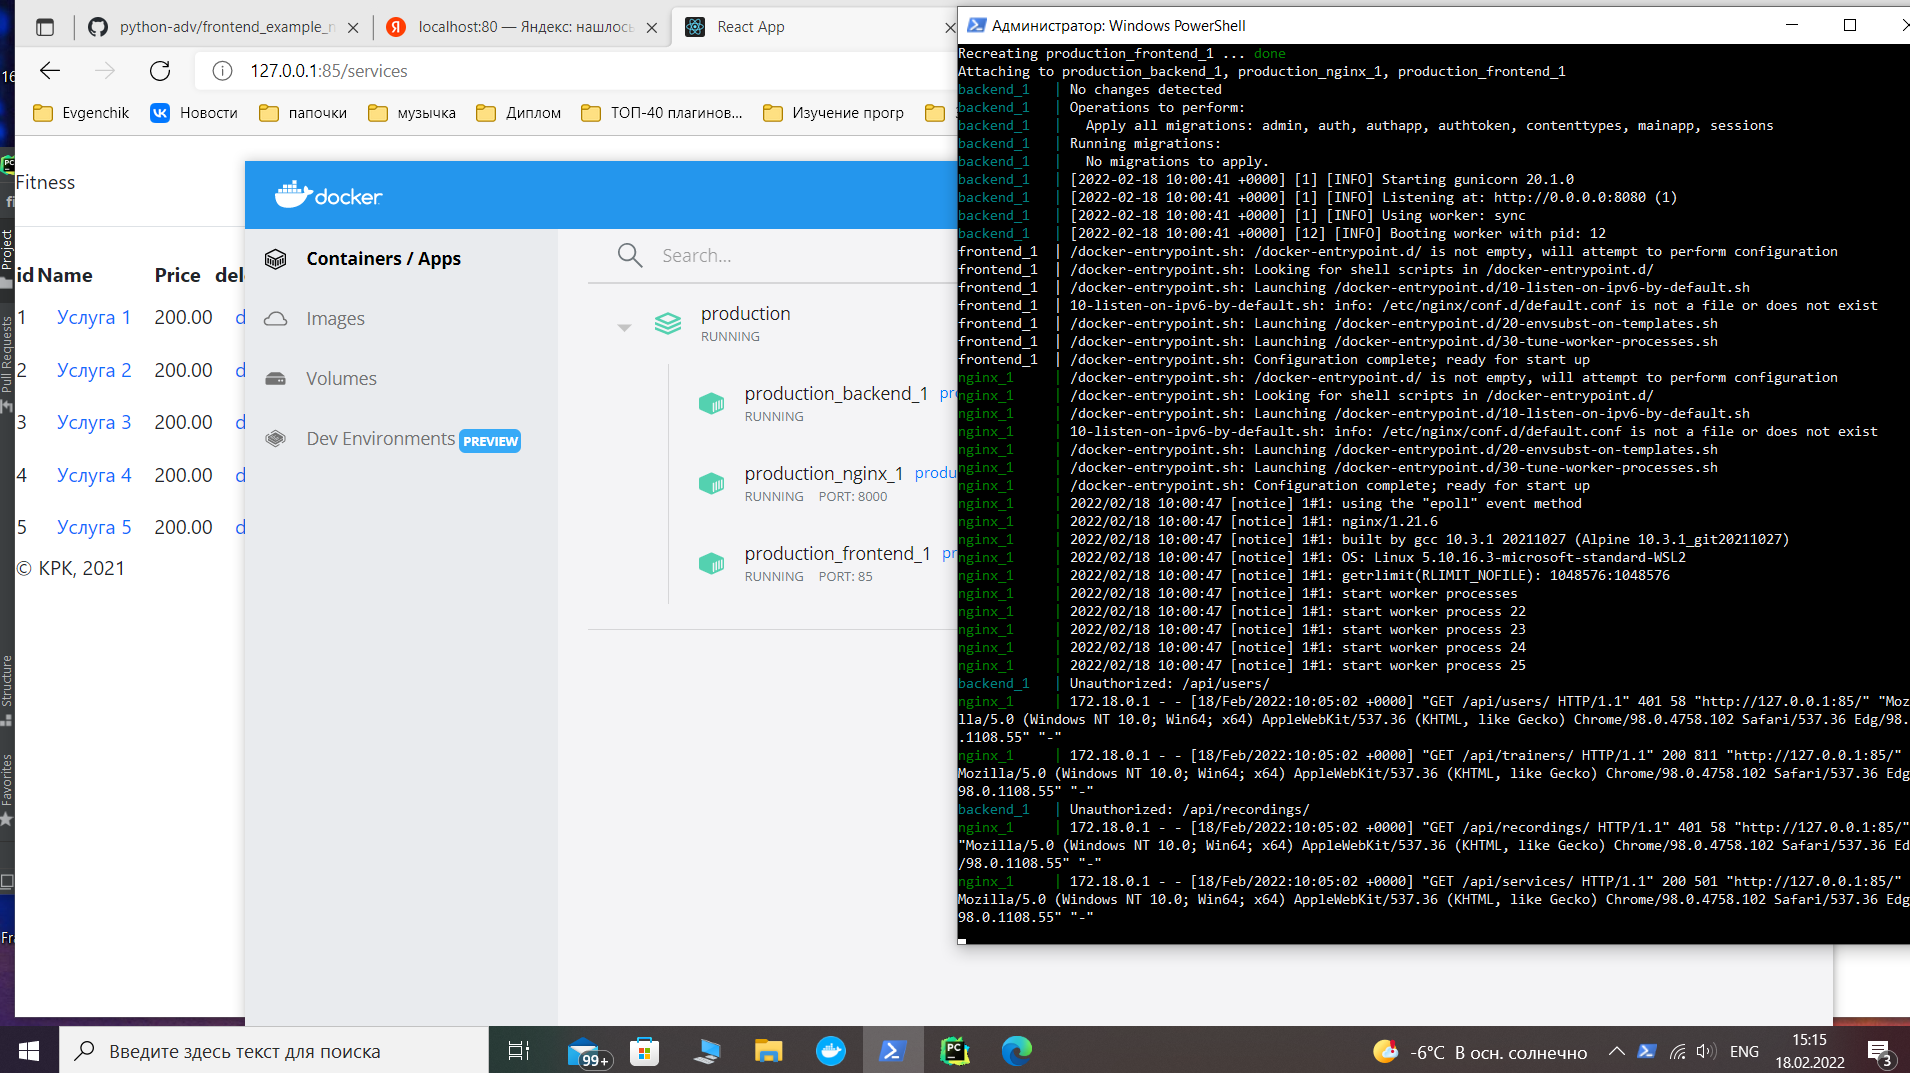 python-adv/frontend_example_n
localhost:80 — Яндекс: нашлось
React App
127.0.0.1:85/services
Evgenchik
Новости
папочки
музычка
Диплом
ТОП-40 плагинов...
Изучение прогр
16
Project
Pull Requests
Structure
Favorites
Fitness
id Name Price
1 Услуга 1 200.00 d
2 Услуга 2 200.00 d
3 Услуга 3 200.00 d
4 Услуга 4 200.00 d
5 Услуга 5 200.00 d
© KPK, 2021
docker
Containers / Apps
Images
Volumes
Dev Environments PREVIEW
Search...
production
RUNNING
production_backend_1
RUNNING
production_nginx_1 produ
RUNNING PORT: 8000
production_frontend_1
RUNNING PORT: 85
Администратор: Windows PowerShell
Recreating production_frontend_1 ... done
Attaching to production_backend_1, production_nginx_1, production_frontend_1
backend_1 | No changes detected
backend_1 | Operations to perform:
backend_1 | Apply all migrations: admin, auth, authapp, authtoken, contenttypes, mainapp, sessions
backend_1 | Running migrations:
backend_1 | No migrations to apply.
backend_1 | [2022-02-18 10:00:41 +0000] [1] [INFO] Starting gunicorn 20.1.0
backend_1 | [2022-02-18 10:00:41 +0000] [1] [INFO] Listening at: http://0.0.0.0:8080 (1)
backend_1 | [2022-02-18 10:00:41 +0000] [1] [INFO] Using worker: sync
backend_1 | [2022-02-18 10:00:41 +0000] [12] [INFO] Booting worker with pid: 12
frontend_1 | /docker-entrypoint.sh: /docker-entrypoint.d/ is not empty, will attempt to perform configuration
frontend_1 | /docker-entrypoint.sh: Looking for shell scripts in /docker-entrypoint.d/
frontend_1 | /docker-entrypoint.sh: Launching /docker-entrypoint.d/10-listen-on-ipv6-by-default.sh
frontend_1 | 10-listen-on-ipv6-by-default.sh: info: /etc/nginx/conf.d/default.conf is not a file or does not exist
frontend_1 | /docker-entrypoint.sh: Launching /docker-entrypoint.d/20-envsubst-on-templates.sh
frontend_1 | /docker-entrypoint.sh: Launching /docker-entrypoint.d/30-tune-worker-processes.sh
frontend_1 | /docker-entrypoint.sh: Configuration complete; ready for start up
nginx_1 | /docker-entrypoint.sh: /docker-entrypoint.d/ is not empty, will attempt to perform configuration
nginx_1 | /docker-entrypoint.sh: Looking for shell scripts in /docker-entrypoint.d/
nginx_1 | /docker-entrypoint.sh: Launching /docker-entrypoint.d/10-listen-on-ipv6-by-default.sh
nginx_1 | 10-listen-on-ipv6-by-default.sh: info: /etc/nginx/conf.d/default.conf is not a file or does not exist
nginx_1 | /docker-entrypoint.sh: Launching /docker-entrypoint.d/20-envsubst-on-templates.sh
nginx_1 | /docker-entrypoint.sh: Launching /docker-entrypoint.d/30-tune-worker-processes.sh
nginx_1 | /docker-entrypoint.sh: Configuration complete; ready for start up
nginx_1 | 2022/02/18 10:00:47 [notice] 1#1: using the "epoll" event method
nginx_1 | 2022/02/18 10:00:47 [notice] 1#1: nginx/1.21.6
nginx_1 | 2022/02/18 10:00:47 [notice] 1#1: built by gcc 10.3.1 20211027 (Alpine 10.3.1_git20211027)
nginx_1 | 2022/02/18 10:00:47 [notice] 1#1: OS: Linux 5.10.16.3-microsoft-standard-WSL2
nginx_1 | 2022/02/18 10:00:47 [notice] 1#1: getrlimit(RLIMIT_NOFILE): 1048576:1048576
nginx_1 | 2022/02/18 10:00:47 [notice] 1#1: start worker processes
nginx_1 | 2022/02/18 10:00:47 [notice] 1#1: start worker process 22
nginx_1 | 2022/02/18 10:00:47 [notice] 1#1: start worker process 23
nginx_1 | 2022/02/18 10:00:47 [notice] 1#1: start worker process 24
nginx_1 | 2022/02/18 10:00:47 [notice] 1#1: start worker process 25
backend_1 | Unauthorized: /api/users/
nginx_1 | 172.18.0.1 - - [18/Feb/2022:10:05:02 +0000] "GET /api/users/ HTTP/1.1" 401 58 "http://127.0.0.1:85/" "Moz
lla/5.0 (Windows NT 10.0; Win64; x64) AppleWebKit/537.36 (KHTML, like Gecko) Chrome/98.0.4758.102 Safari/537.36 Edg/98.
.1108.55" "-"
nginx_1 | 172.18.0.1 - - [18/Feb/2022:10:05:02 +0000] "GET /api/trainers/ HTTP/1.1" 200 811 "http://127.0.0.1:85/"
Mozilla/5.0 (Windows NT 10.0; Win64; x64) AppleWebKit/537.36 (KHTML, like Gecko) Chrome/98.0.4758.102 Safari/537.36 Edg
98.0.1108.55" "-"
backend_1 | Unauthorized: /api/recordings/
nginx_1 | 172.18.0.1 - - [18/Feb/2022:10:05:02 +0000] "GET /api/recordings/ HTTP/1.1" 401 58 "http://127.0.0.1:85/"
"Mozilla/5.0 (Windows NT 10.0; Win64; x64) AppleWebKit/537.36 (KHTML, like Gecko) Chrome/98.0.4758.102 Safari/537.36 Ed
/98.0.1108.55" "-"
nginx_1 | 172.18.0.1 - - [18/Feb/2022:10:05:02 +0000] "GET /api/services/ HTTP/1.1" 200 501 "http://127.0.0.1:85/"
Mozilla/5.0 (Windows NT 10.0; Win64; x64) AppleWebKit/537.36 (KHTML, like Gecko) Chrome/98.0.4758.102 Safari/537.36 Edg
98.0.1108.55" "-"
Введите здесь текст для поиска
99+
-6°C В осн. солнечно
ENG
15:15
18.02.2022
3